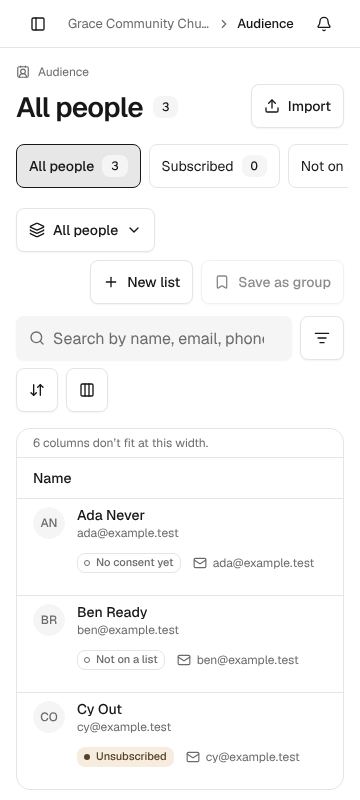 Grace Community Chu... > Audience
Audience
All people 3
Import
All people 3 Subscribed 0 Not on
All people
New list Save as group
Search by name, email, phone
6 columns don't fit at this width.
Name
AN Ada Never
ada@example.test
No consent yet ada@example.test
BR Ben Ready
ben@example.test
Not on a list ben@example.test
CO Cy Out
cy@example.test
Unsubscribed cy@example.test